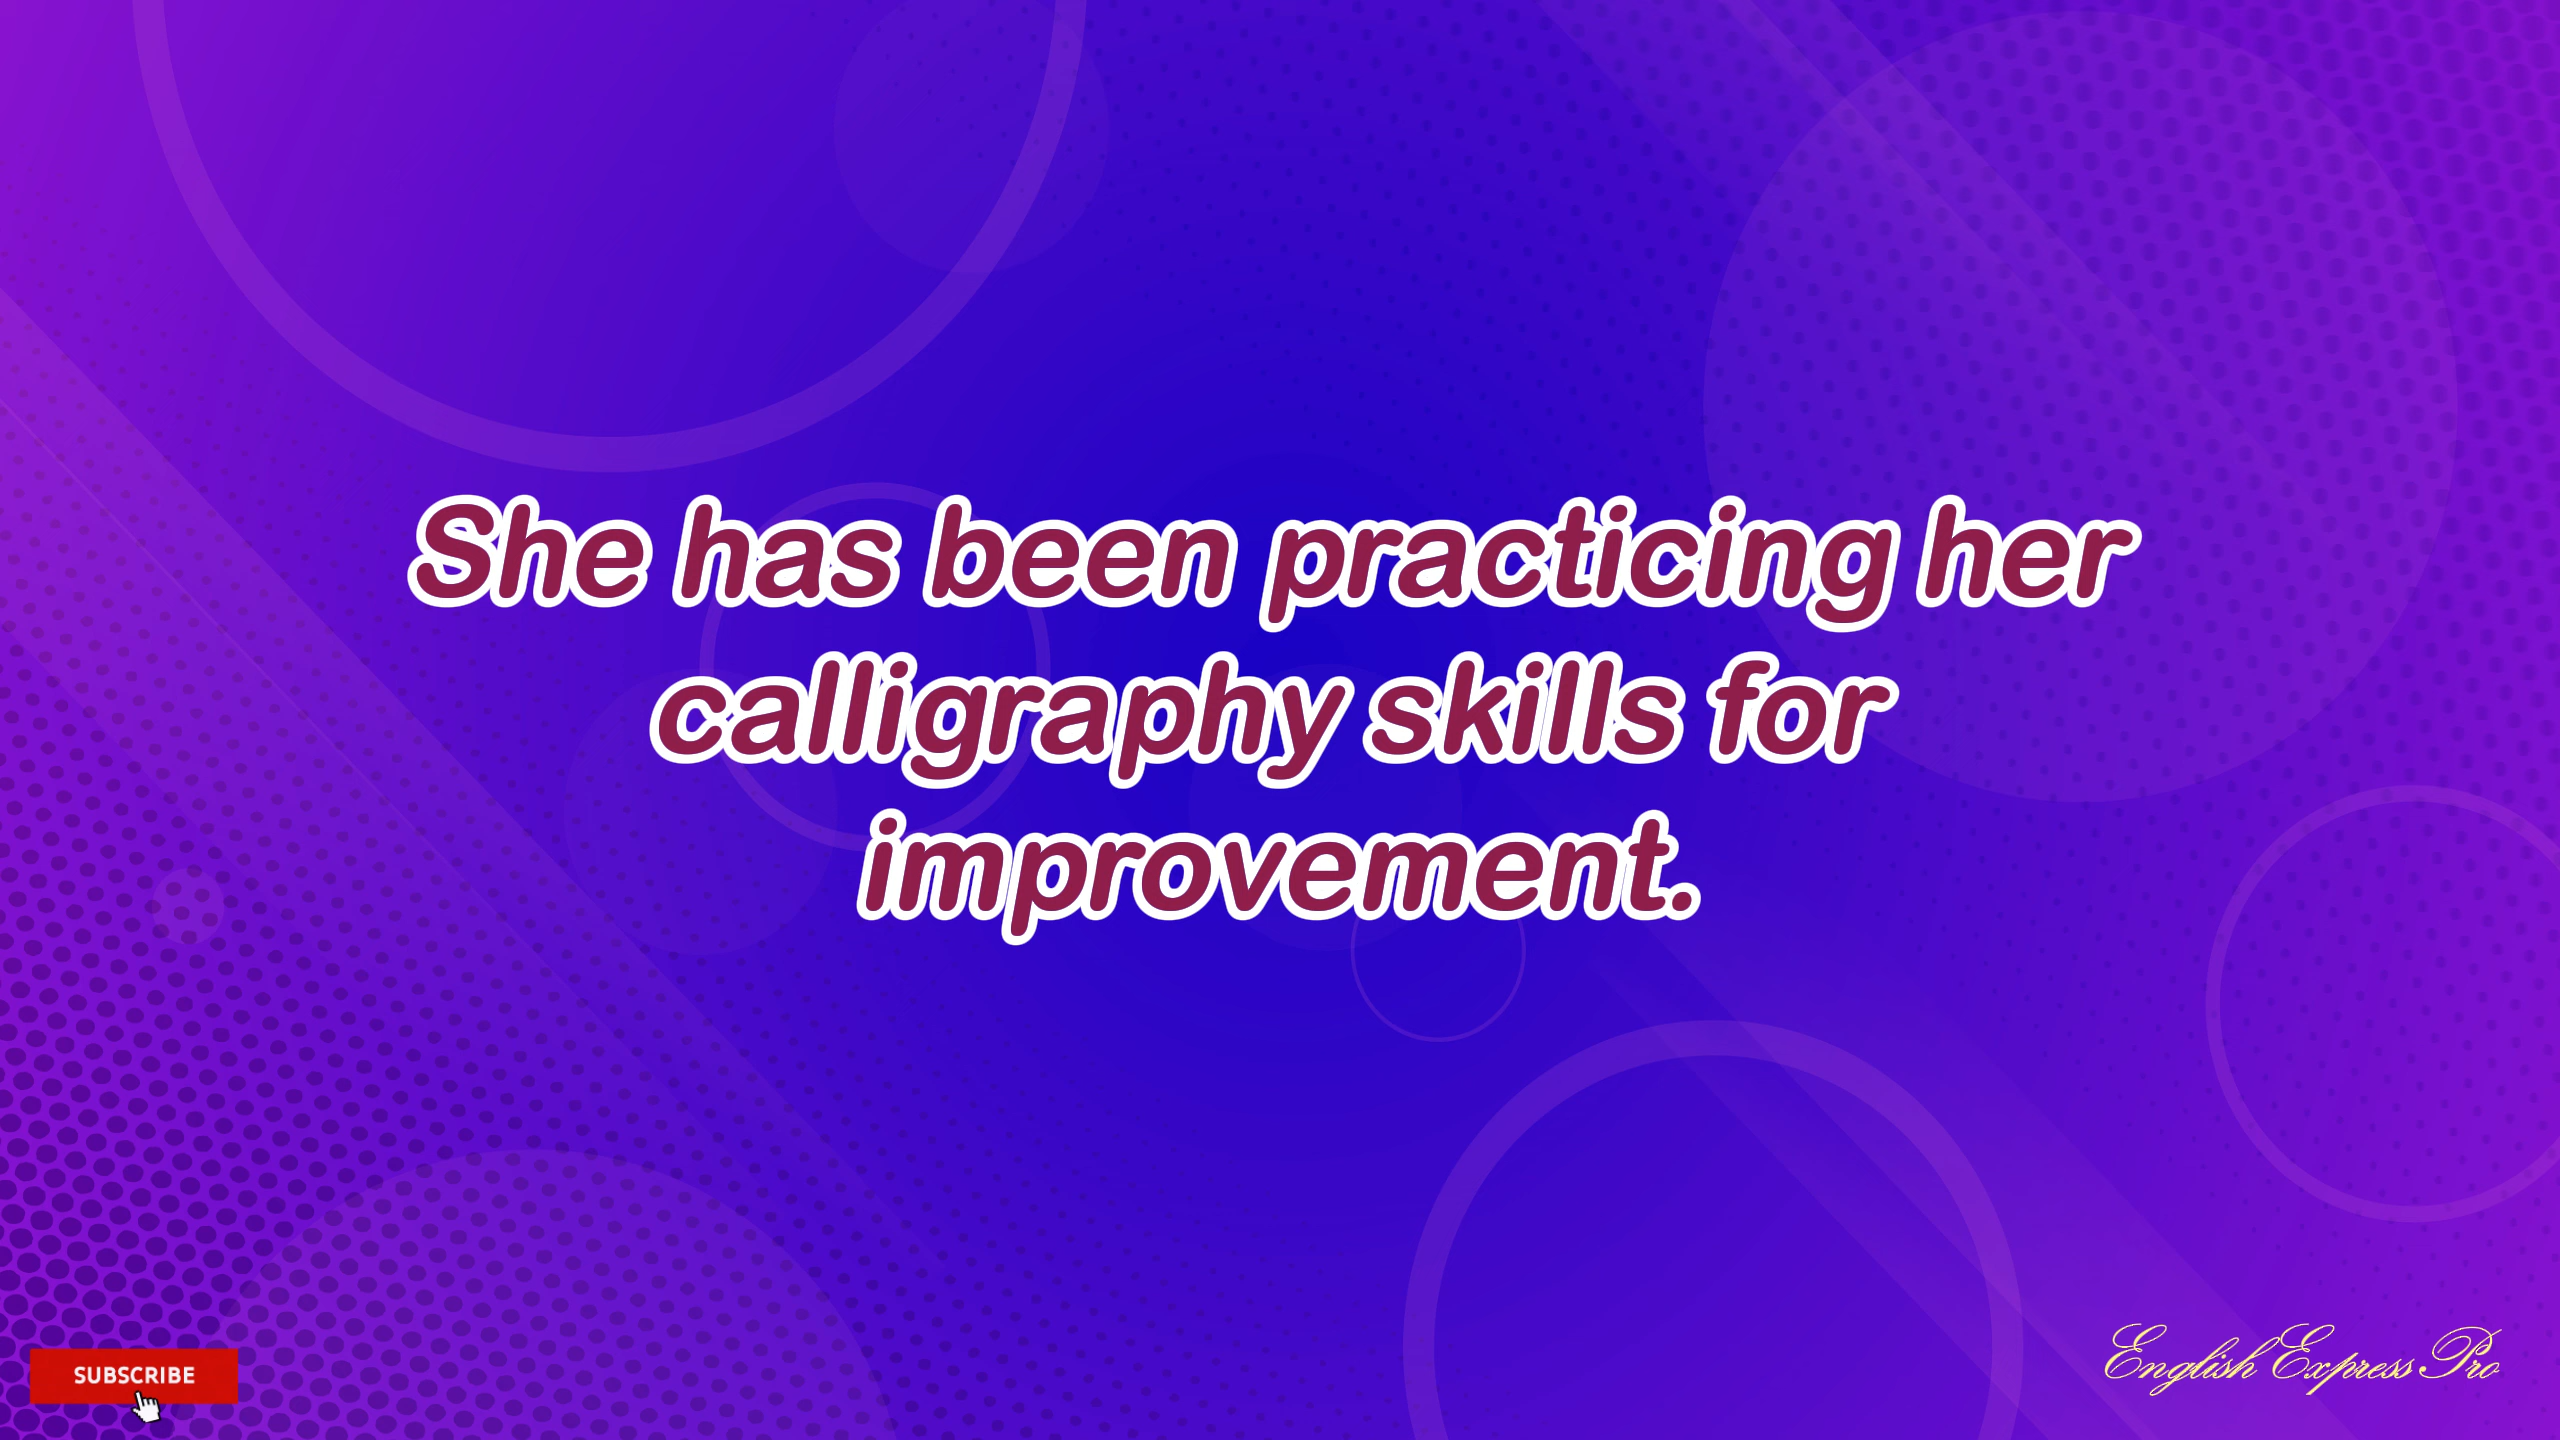 She has been practicing her
calligraphy skills for
improvement.
SUBSCRIBE
English Express Pro